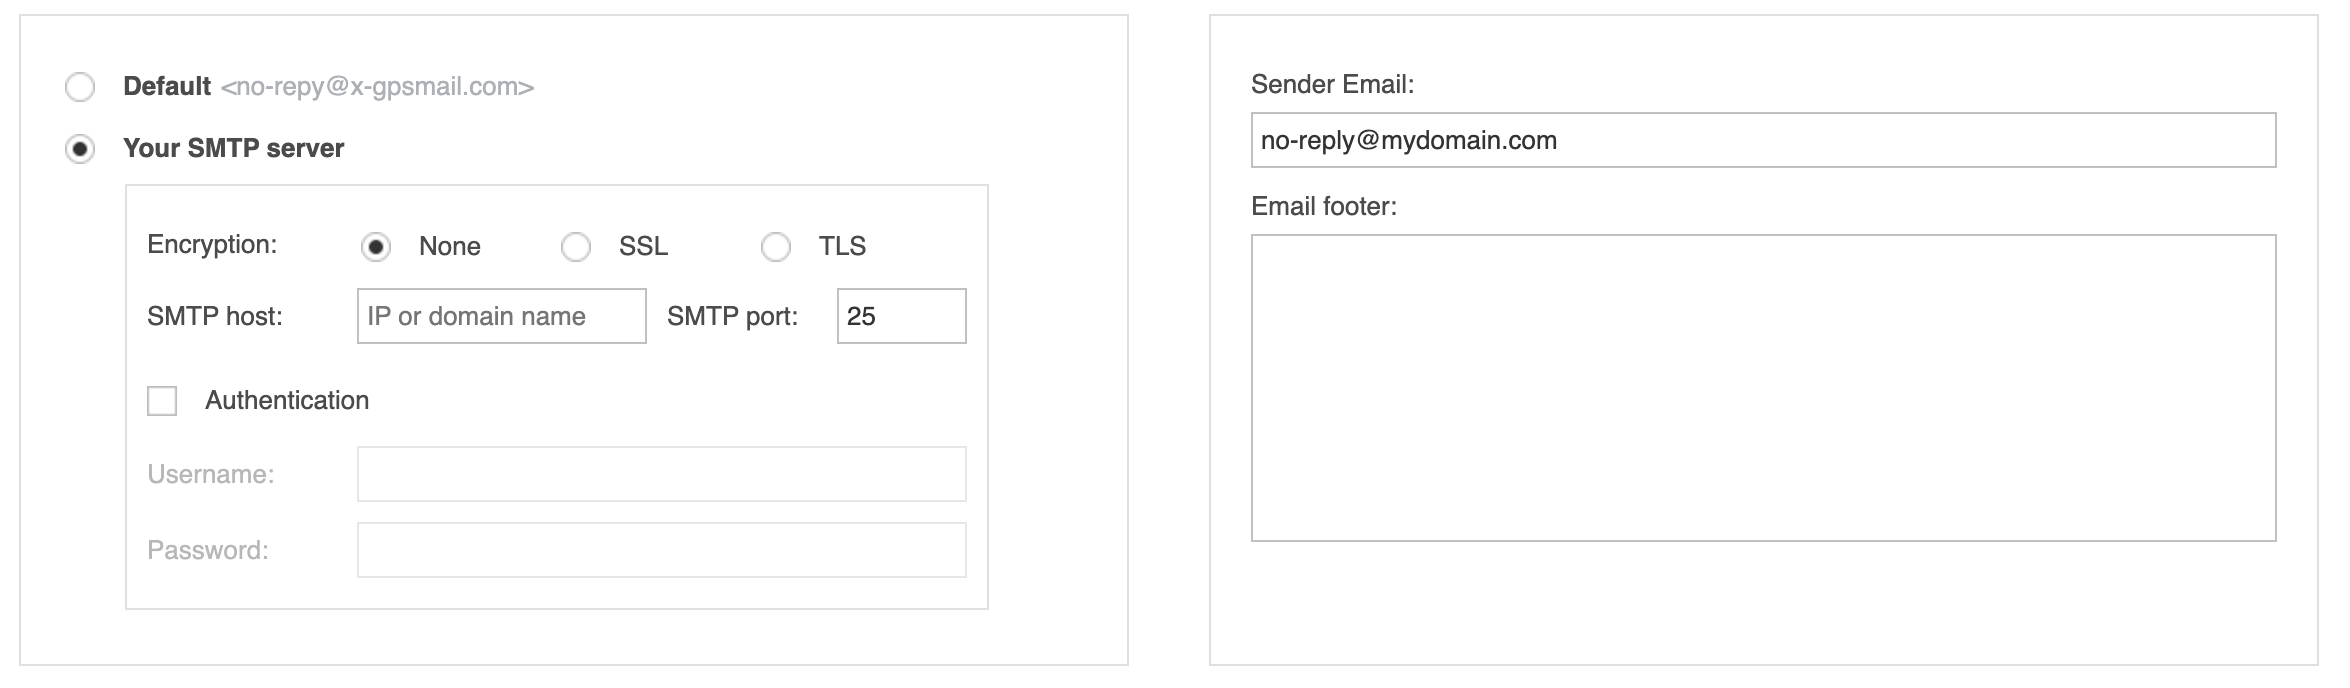 Default <no-repy@x-gpsmail.com>
Your SMTP server
Encryption: None SSL TLS
SMTP host: IP or domain name SMTP port: 25
Authentication
Username:
Password:
Sender Email:
no-reply@mydomain.com
Email footer: